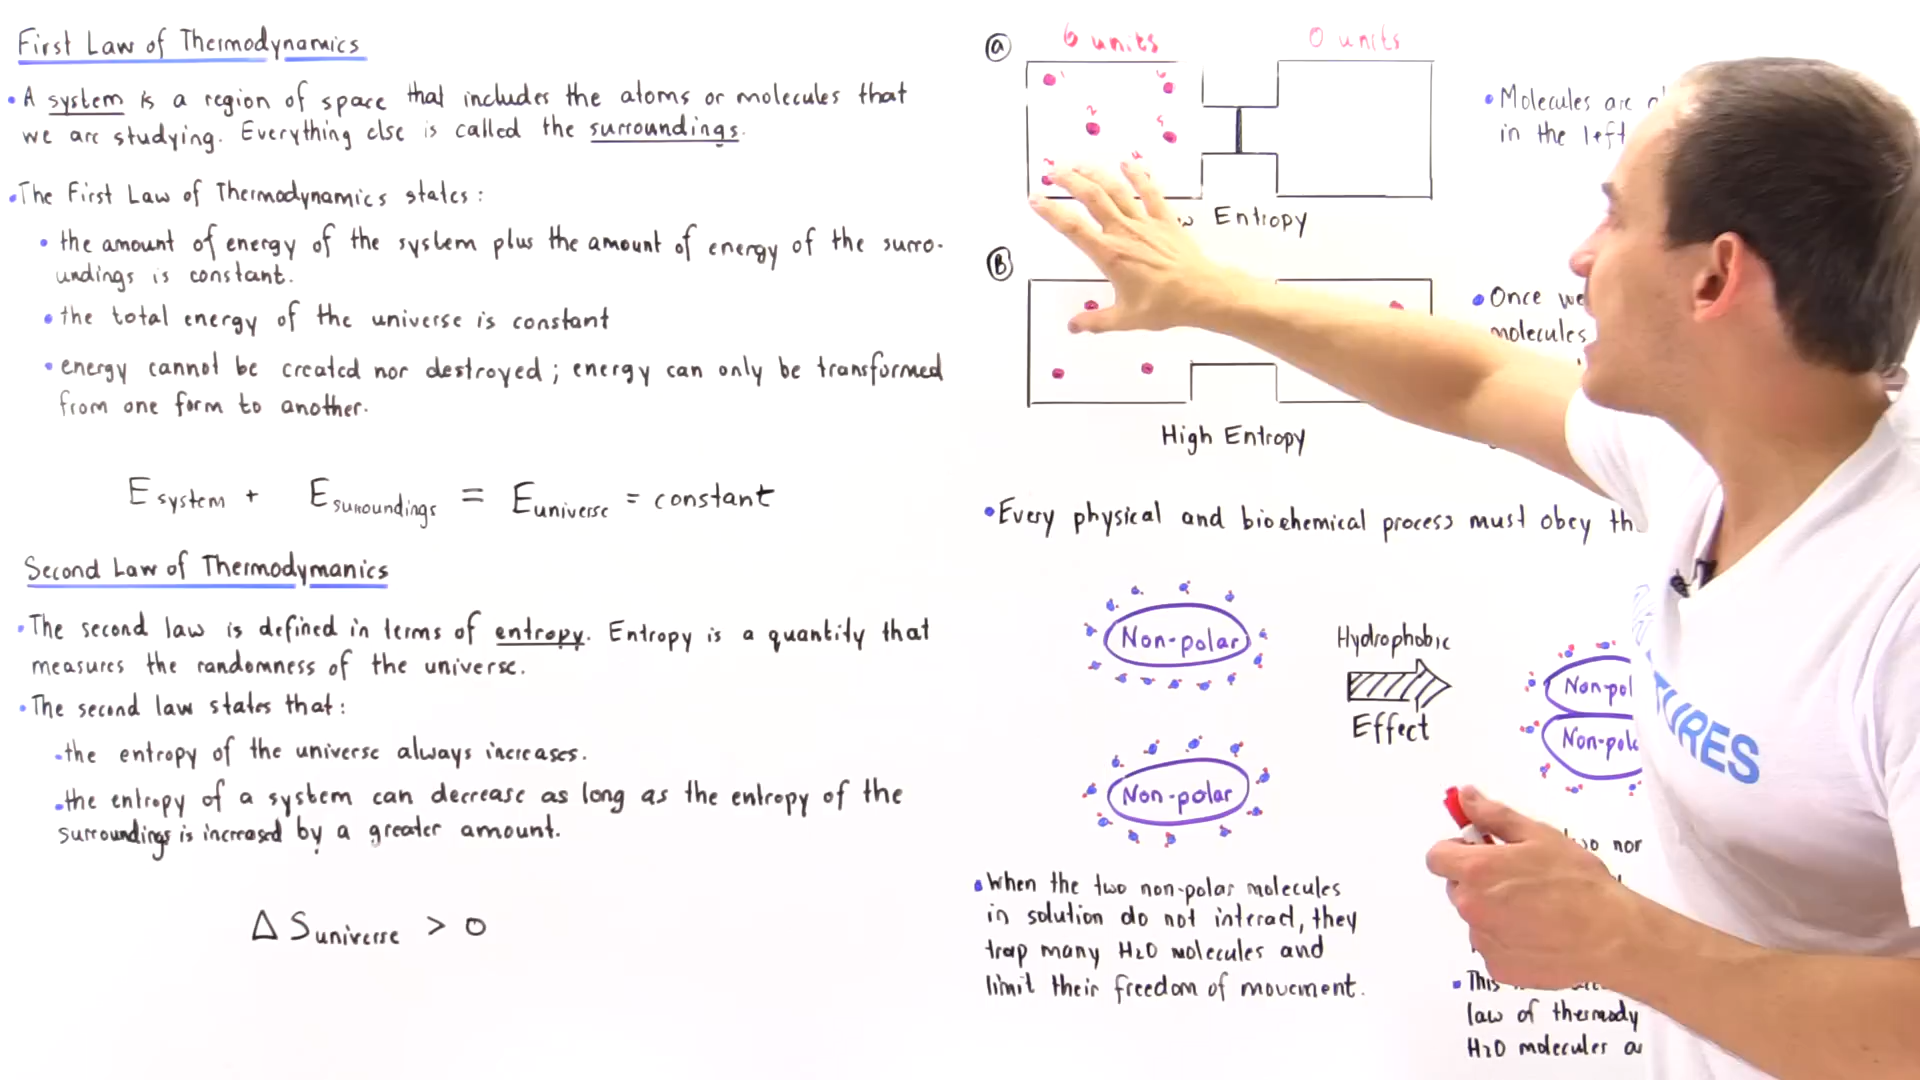 First Law of Thermodynamics
• A system is a region of space that includes the atoms or molecules that
we are studying. Everything else is called the surroundings.
• The First Law of Thermodynamics states:
• the amount of energy of the system plus the amount of energy of the surro-
undings is constant.
• the total energy of the universe is constant
• energy cannot be created nor destroyed; energy can only be transformed
from one form to another.
E system + E surroundings = E universe = constant
Second Law of Thermodymanics
• The second law is defined in terms of entropy. Entropy is a quantity that
measures the randomness of the universe.
• The second law states that:
• the entropy of the universe always increases.
• the entropy of a system can decrease as long as the entropy of the
surroundings is increased by a greater amount.
Δ S universe > 0
A
6 units
0 units
1
6
2
5
Entropy
• Molecules are
in the left
B
High Entropy
• Once we
molecules
• Every physical and biochemical process must obey
Non-polar
Non-polar
Hydrophobic
Effect
Non-pol
Non-pol
• When the two non-polar molecules
in solution do not interact, they
trap many H2O molecules and
limit their freedom of movement.
• This
law of thermody
H2O molecules
TURES